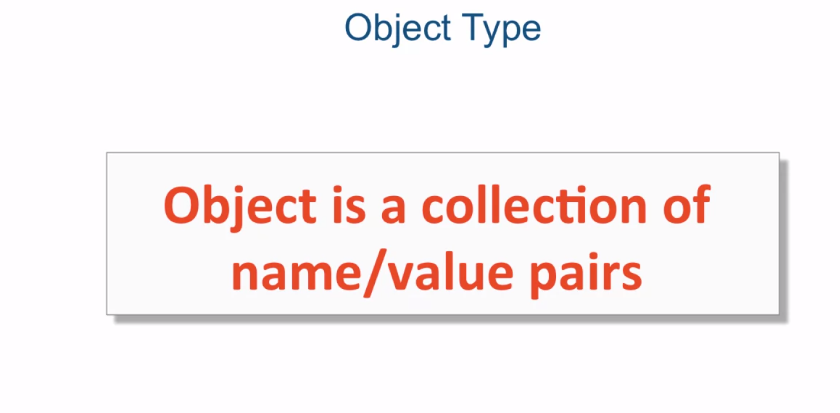 Object Type
Object is a collection of
name/value pairs